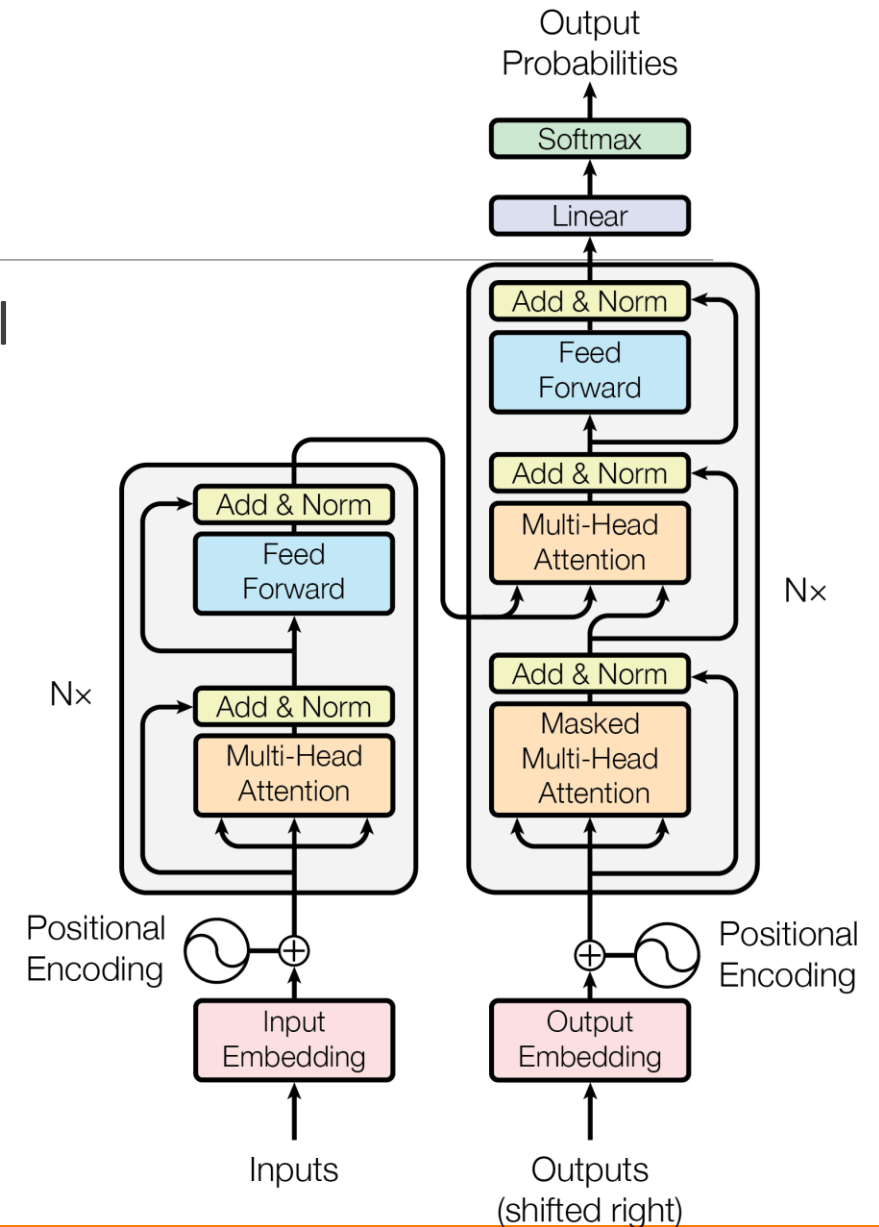 Output
Probabilities
Softmax
Linear
Add & Norm
Feed
Forward
Add & Norm
Multi-Head
Attention
Add & Norm
Masked
Multi-Head
Attention
N×
Add & Norm
Feed
Forward
Add & Norm
Multi-Head
Attention
N×
Positional
Encoding
Positional
Encoding
Input
Embedding
Output
Embedding
Inputs
Outputs
(shifted right)